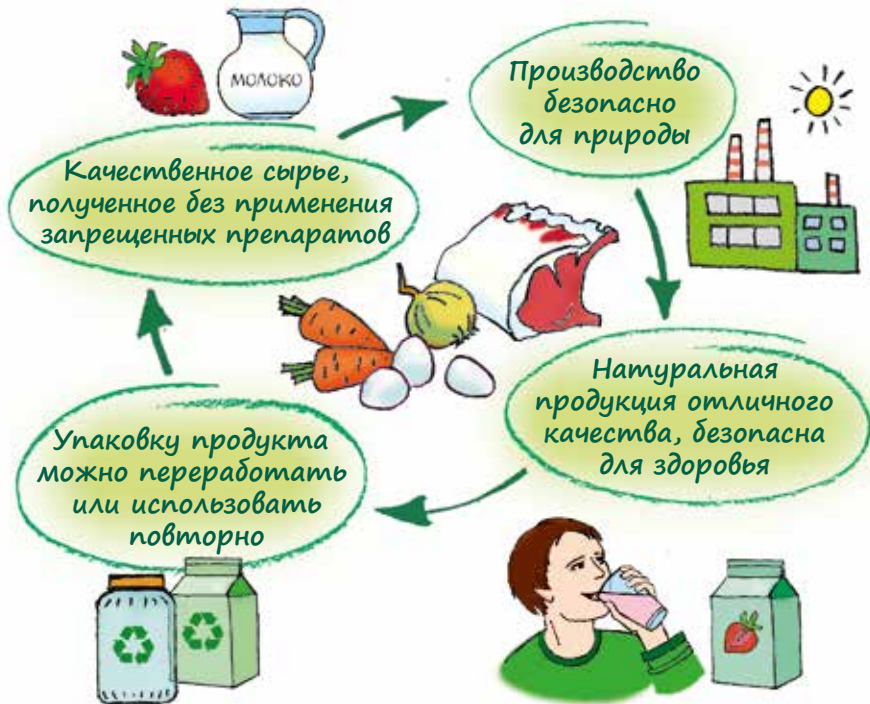 МОЛОКО
Качественное сырье,
полученное без применения
запрещенных препаратов
Производство
безопасно
для природы
Натуральная
продукция отличного
качества, безопасна
для здоровья
Упаковку продукта
можно переработать
или использовать
повторно